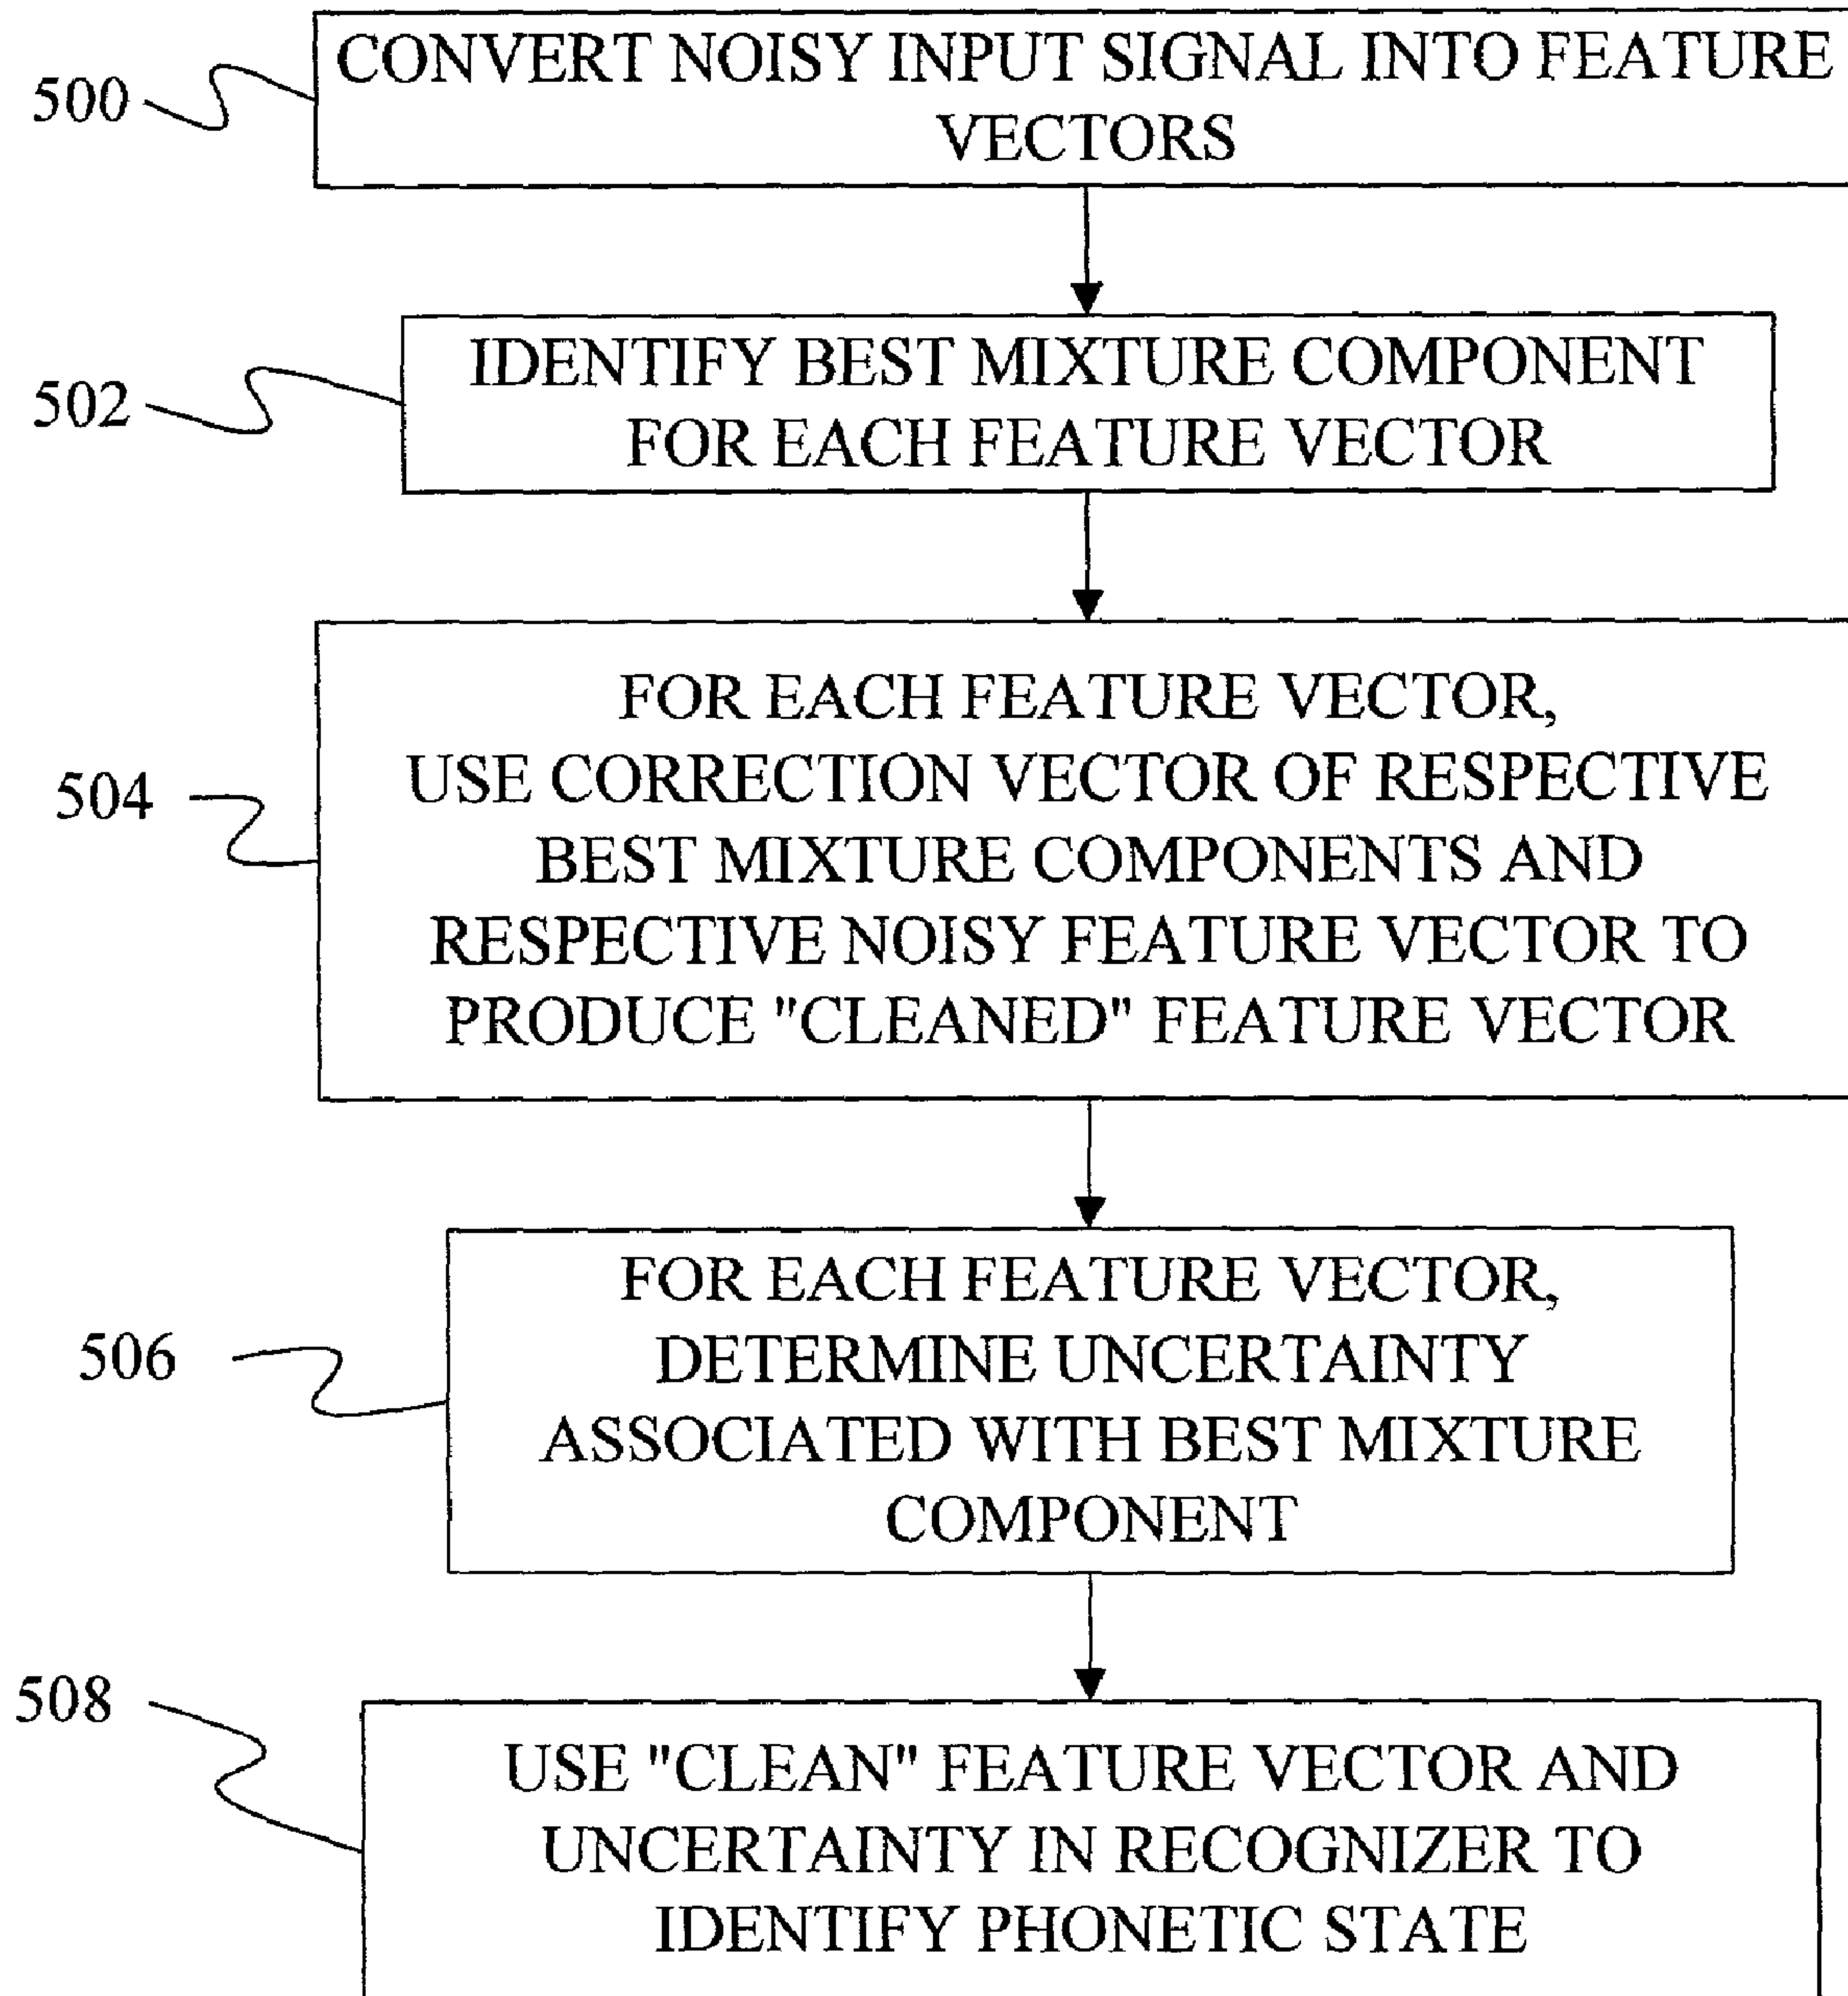 500
CONVERT NOISY INPUT SIGNAL INTO FEATURE
VECTORS
502
IDENTIFY BEST MIXTURE COMPONENT
FOR EACH FEATURE VECTOR
504
FOR EACH FEATURE VECTOR,
USE CORRECTION VECTOR OF RESPECTIVE
BEST MIXTURE COMPONENTS AND
RESPECTIVE NOISY FEATURE VECTOR TO
PRODUCE "CLEANED" FEATURE VECTOR
506
FOR EACH FEATURE VECTOR,
DETERMINE UNCERTAINTY
ASSOCIATED WITH BEST MIXTURE
COMPONENT
508
USE "CLEAN" FEATURE VECTOR AND
UNCERTAINTY IN RECOGNIZER TO
IDENTIFY PHONETIC STATE